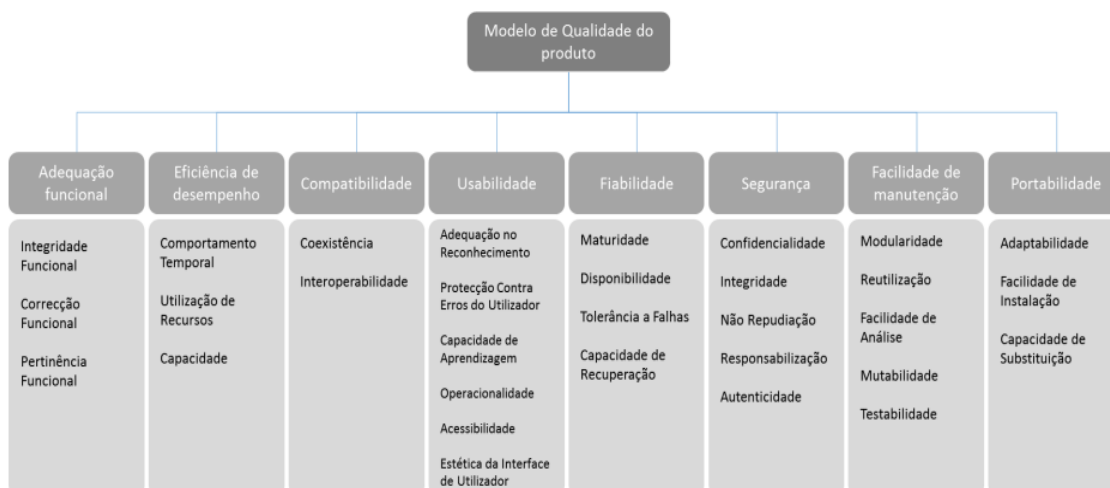 Modelo de Qualidade do
produto
Adequação
funcional
Integridade
Funcional
Correcção
Funcional
Pertinência
Funcional
Eficiência de
desempenho
Comportamento
Temporal
Utilização de
Recursos
Capacidade
Compatibilidade
Coexistência
Interoperabilidade
Usabilidade
Adequação no
Reconhecimento
Protecção Contra
Erros do Utilizador
Capacidade de
Aprendizagem
Operacionalidade
Acessibilidade
Estética da Interface
de Utilizador
Fiabilidade
Maturidade
Disponibilidade
Tolerância a Falhas
Capacidade de
Recuperação
Segurança
Confidencialidade
Integridade
Não Repudiação
Responsabilização
Autenticidade
Facilidade de
manutenção
Modularidade
Reutilização
Facilidade de
Análise
Mutabilidade
Testabilidade
Portabilidade
Adaptabilidade
Facilidade de
Instalação
Capacidade de
Substituição